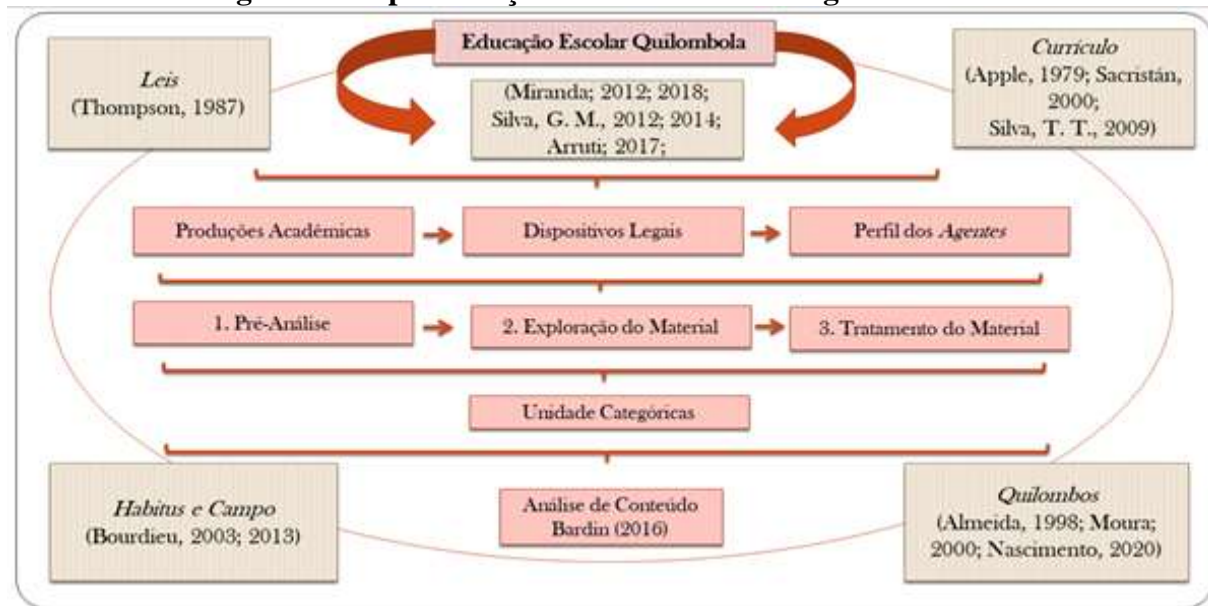 Educação Escolar Quilombola
Leis
(Thompson, 1987)
(Miranda; 2012; 2018;
Silva, G. M., 2012; 2014;
Arruti; 2017;
Currículo
(Apple, 1979; Sacristán,
2000;
Silva, T. T., 2009)
Produções Académicas
Dispositivos Legais
Perfil dos Agentes
1. Pré-Análise
2. Exploração do Material
3. Tratamento do Material
Unidade Categóricas
Habitus e Campo
(Bourdieu, 2003; 2013)
Análise de Conteúdo
Bardin (2016)
Quilombos
(Almeida, 1998; Moura;
2000; Nascimento, 2020)